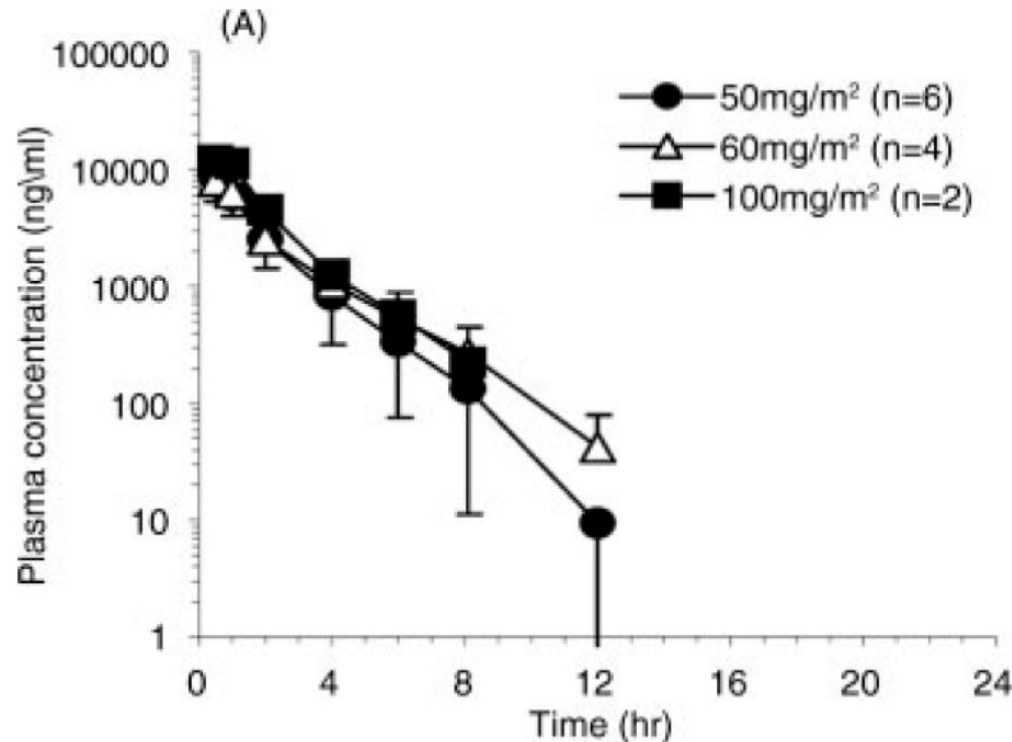 (A)
100000
10000
1000
100
10
1
Plasma concentration (ng\ml)
50mg/m² (n=6)
60mg/m² (n=4)
100mg/m² (n=2)
0 4 8 12 16 20 24
Time (hr)